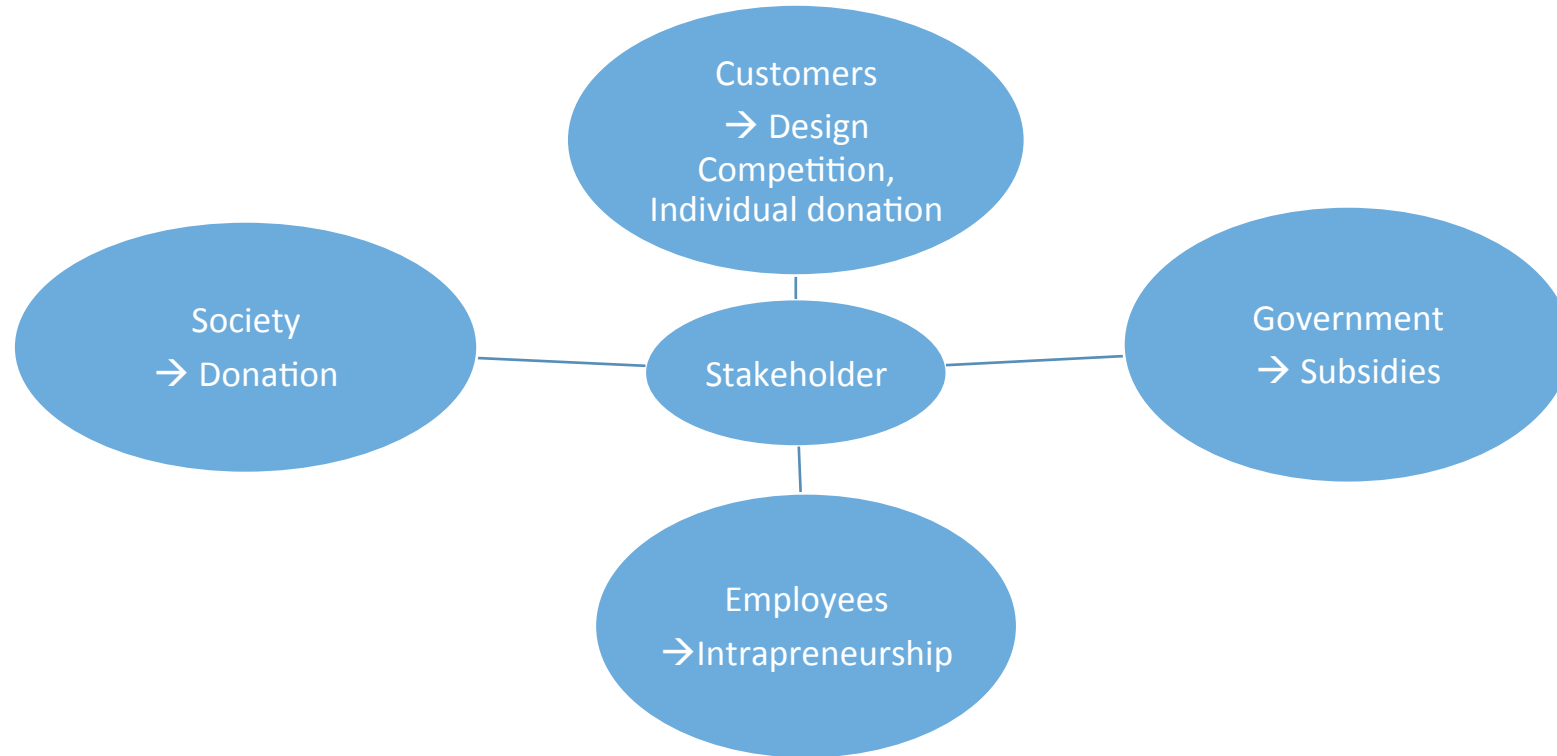 Customers
→ Design
Competition,
Individual donation
Society
→ Donation
Stakeholder
Government
→ Subsidies
Employees
→Intrapreneurship